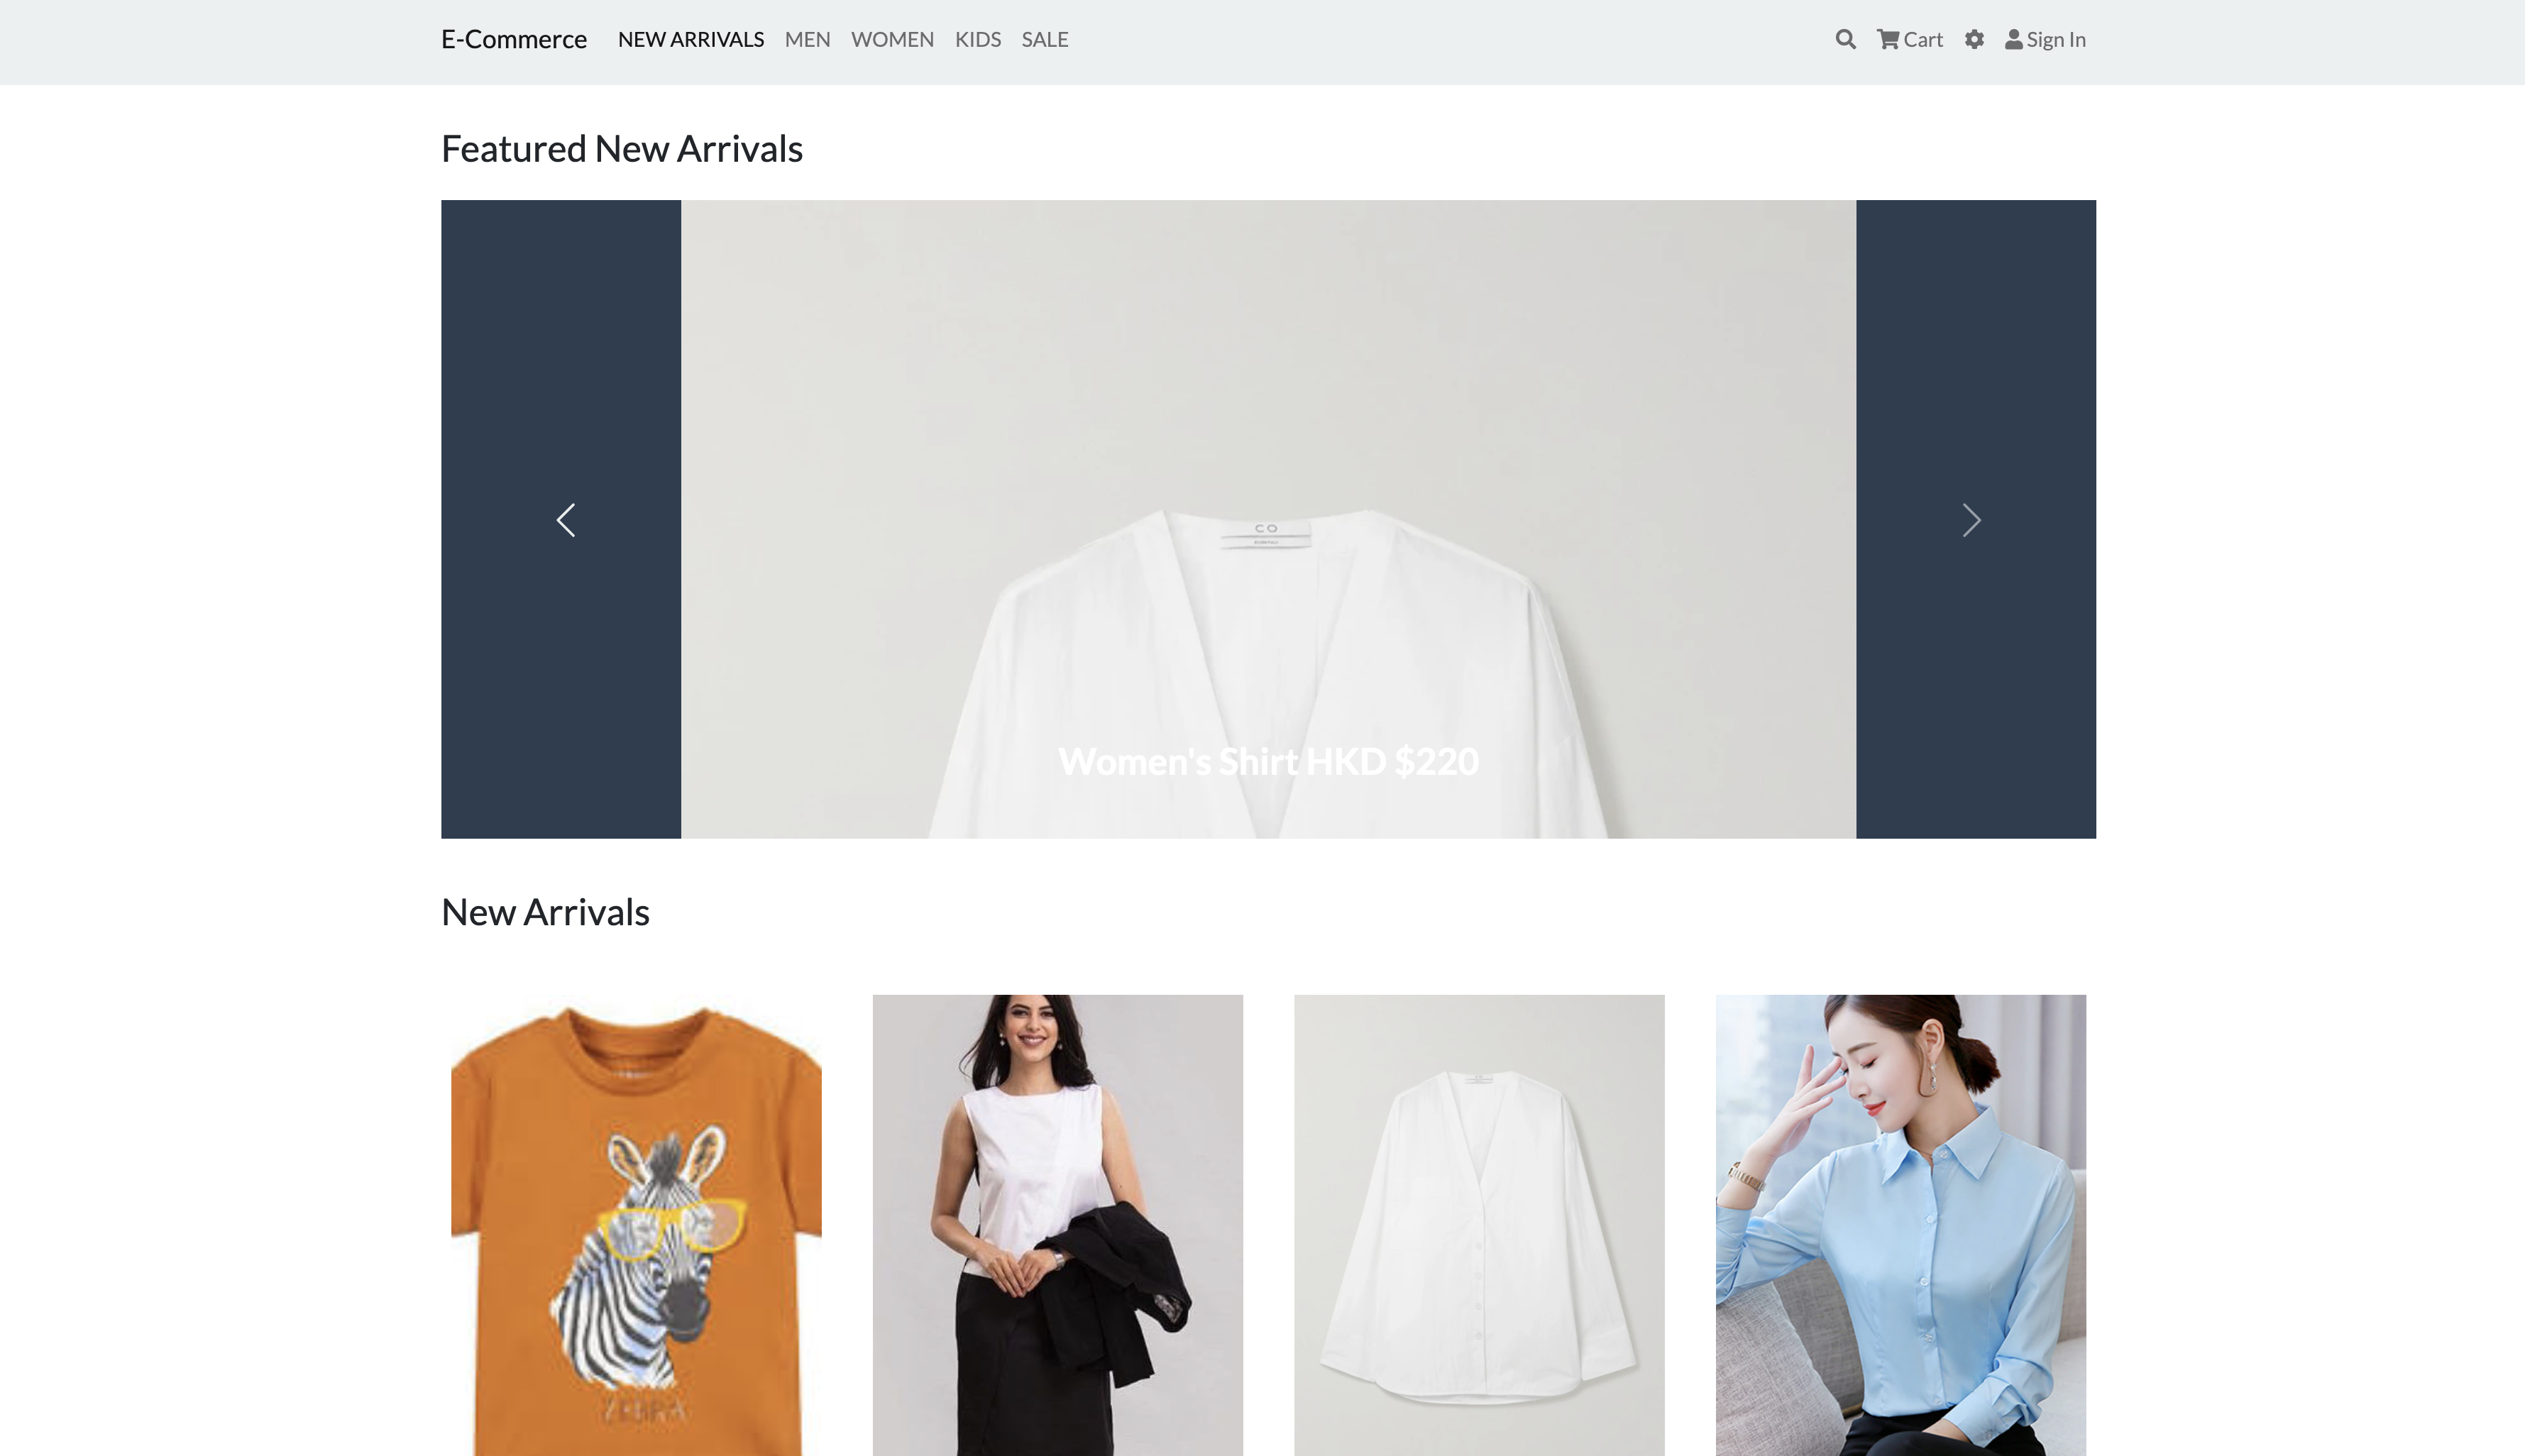 E-Commerce NEW ARRIVALS MEN WOMEN KIDS SALE Cart Sign In
Featured New Arrivals
CO
Women's Shirt HKD $220
New Arrivals
ZEBRA